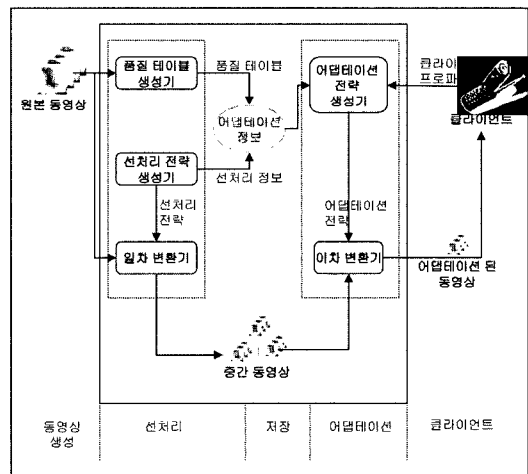 원본 동영상
품질 테이블
생성기
품질 테이블
어댑테이션
정보
어댑테이션
전략
생성기
클라이
프로파
클라이언트
선처리 전략
생성기
선처리 정보
선처리
전략
어댑테이션
전략
일차 변환기
이차 변환기
어댑테이션 된
동영상
중간 동영상
동영상
생성
선처리
저장
어댑테이션
클라이언트